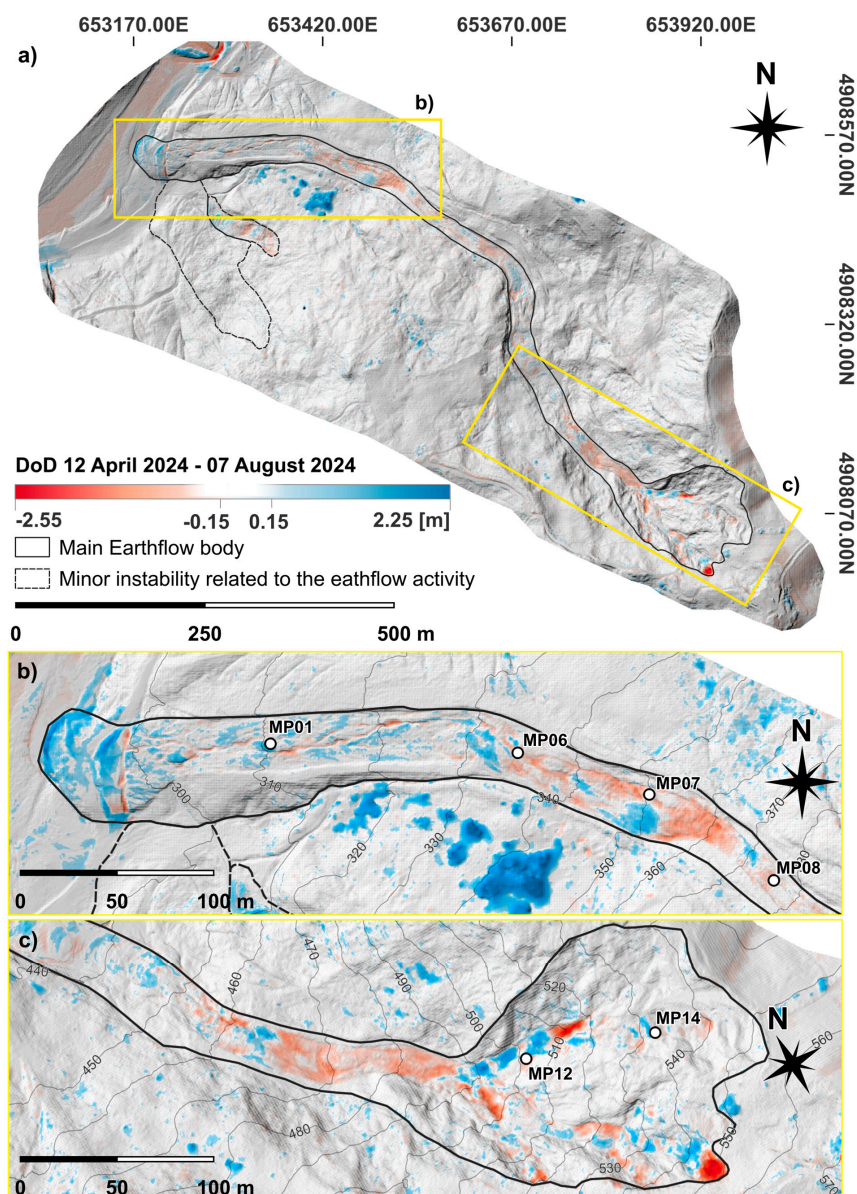 653170.00E 653420.00E 653670.00E 653920.00E
a)
N
b)
4908570.00N
4908320.00N
4908070.00N
c)
DoD 12 April 2024 - 07 August 2024
-2.55 -0.15 0.15 2.25 [m]
Main Earthflow body
Minor instability related to the eathflow activity
0 250 500 m
b)
MP01
MP06
N
MP07
300
310
340
370
320
330
350
360
MP08
0 50 100 m
c)
440
460
470
490
520
500
MP14
N
510
560
450
MP12
540
480
550
530
570
0 50 100 m